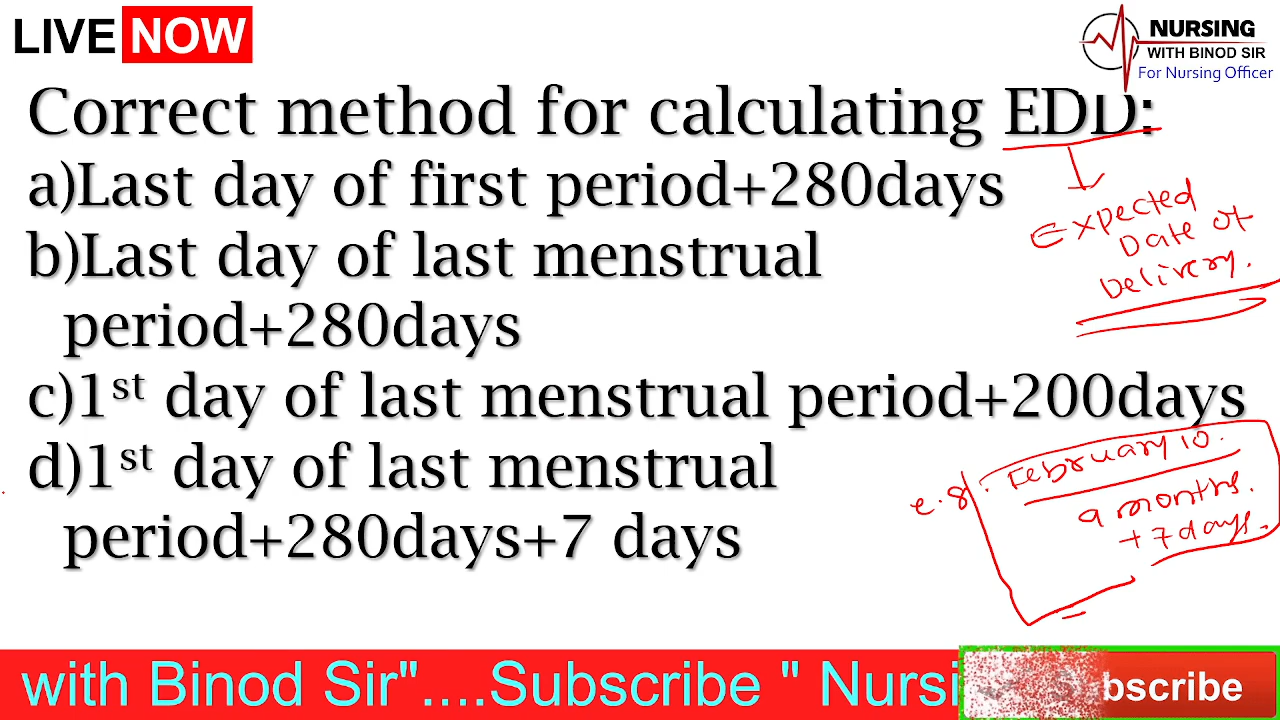 LIVE NOW
NURSING
WITH BINOD SIR
For Nursing Officer
Correct method for calculating EDD:
a)Last day of first period+280days
b)Last day of last menstrual
period+280days
c)1st day of last menstrual period+200days
d)1st day of last menstrual
period+280days+7 days
Expected
Date of
Delivery.
e.g. February 10.
9 months.
+7 days.
with Binod Sir"....Subscribe " Nursi
bscribe